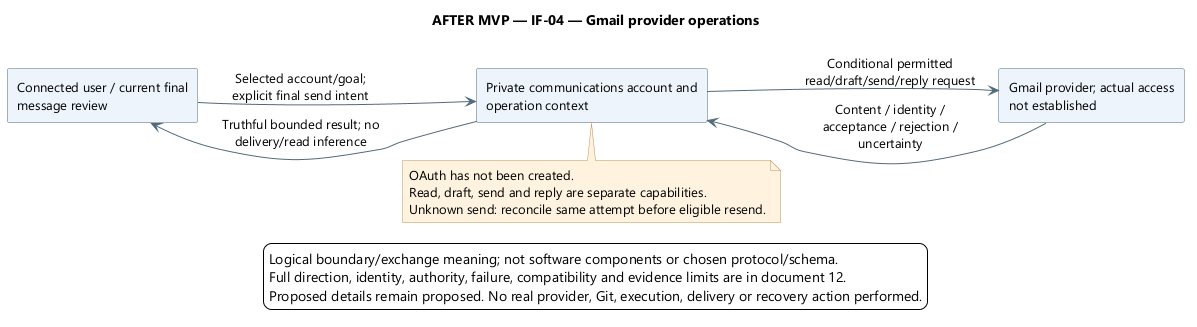 AFTER MVP — IF-04 — Gmail provider operations
Connected user / current final
message review
Selected account/goal;
explicit final send intent
Truthful bounded result; no
delivery/read inference
Private communications account and
operation context
Conditional permitted
read/draft/send/reply request
Content / identity /
acceptance / rejection /
uncertainty
Gmail provider; actual access
not established
OAuth has not been created.
Read, draft, send and reply are separate capabilities.
Unknown send: reconcile same attempt before eligible resend.
Logical boundary/exchange meaning; not software components or chosen protocol/schema.
Full direction, identity, authority, failure, compatibility and evidence limits are in document 12.
Proposed details remain proposed. No real provider, Git, execution, delivery or recovery action performed.